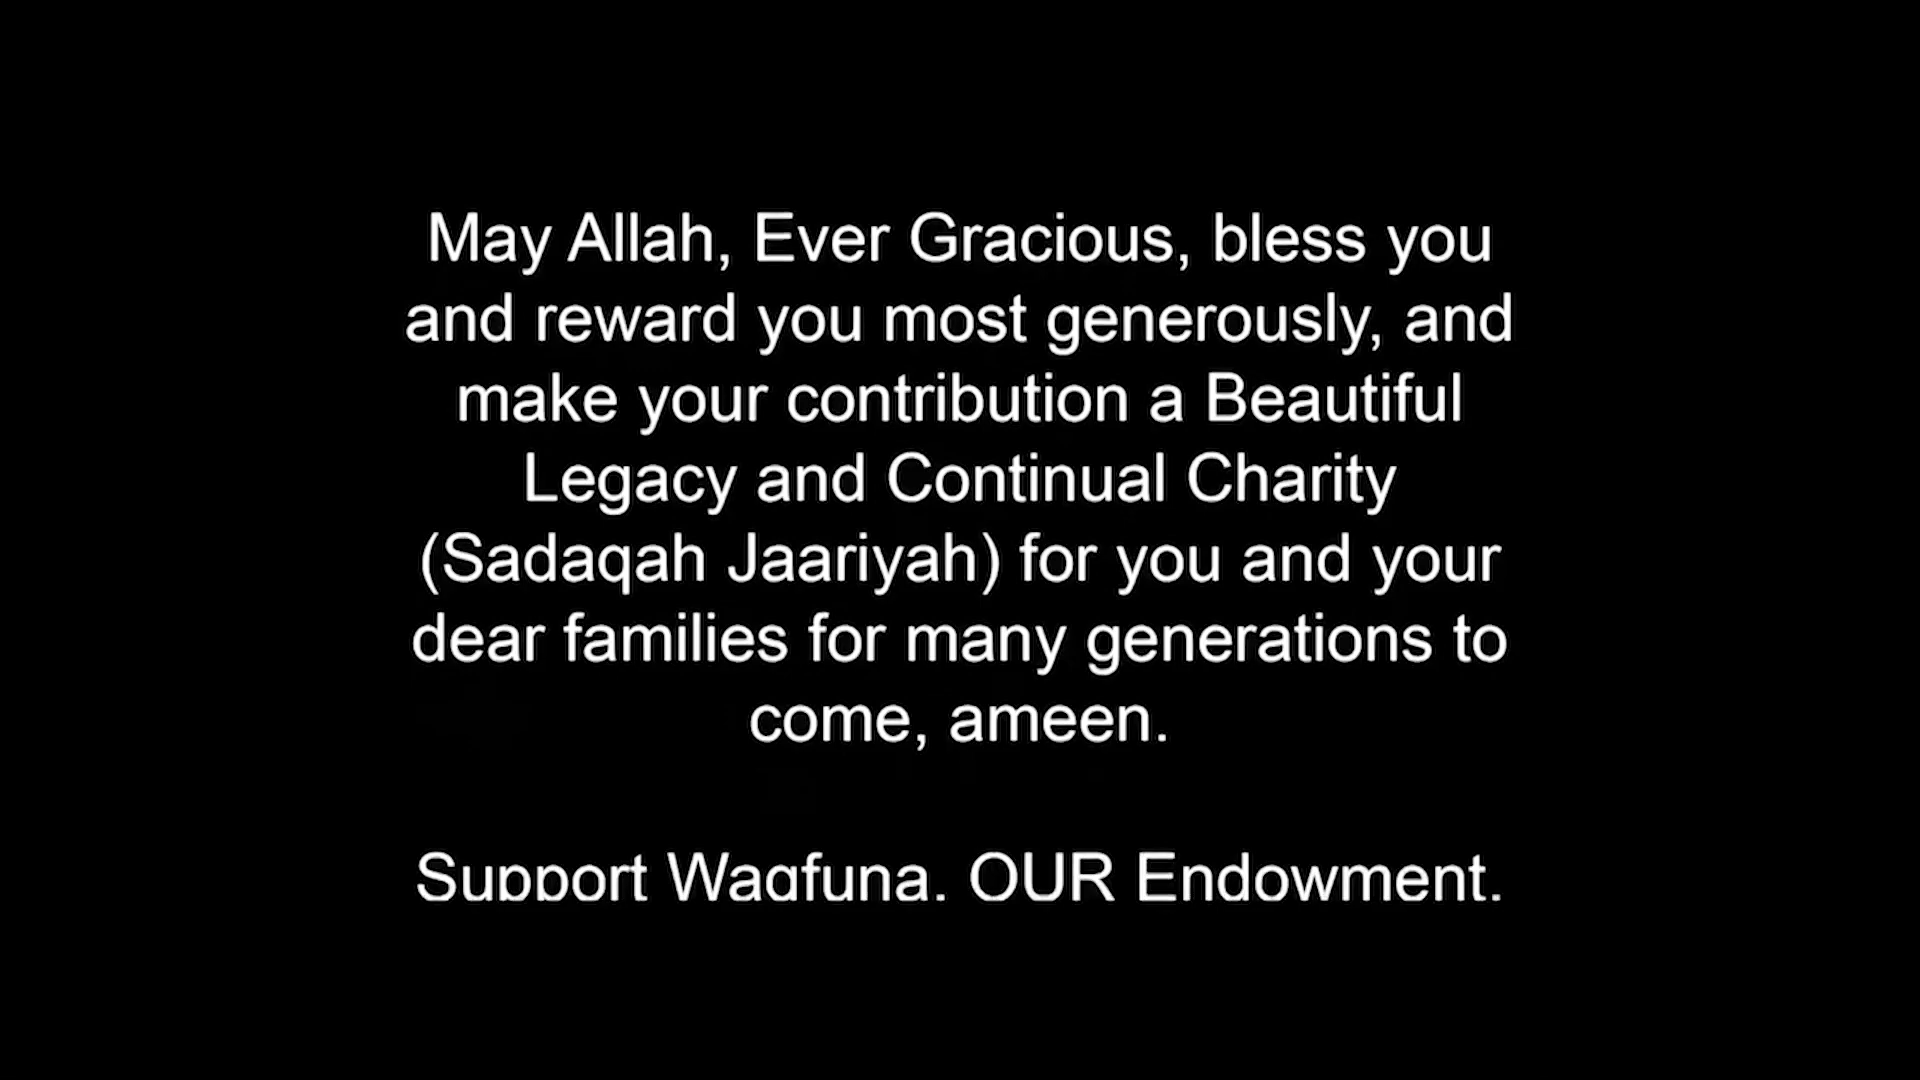 May Allah, Ever Gracious, bless you
and reward you most generously, and
make your contribution a Beautiful
Legacy and Continual Charity
(Sadaqah Jaariyah) for you and your
dear families for many generations to
come, ameen.
Support Waqfuna. OUR Endowment.